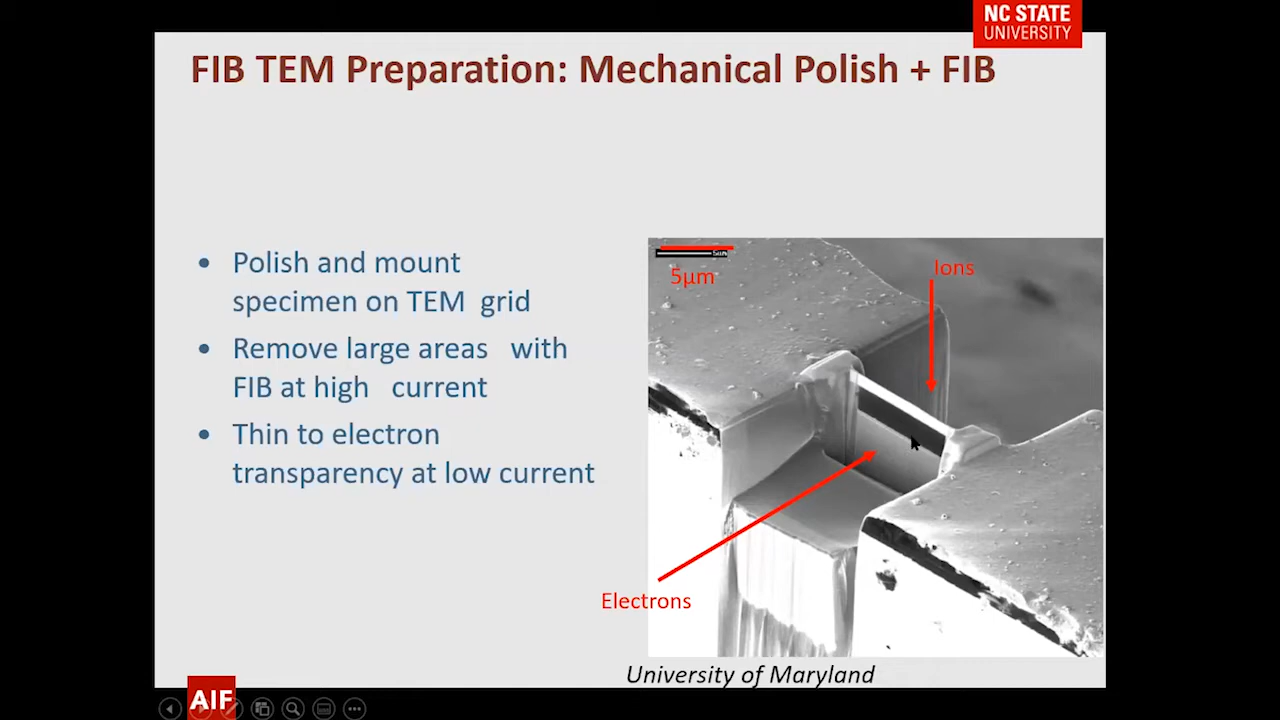 NC STATE
UNIVERSITY
FIB TEM Preparation: Mechanical Polish + FIB
• Polish and mount
specimen on TEM grid
• Remove large areas with
FIB at high current
• Thin to electron
transparency at low current
5µm
Ions
Electrons
University of Maryland
AIF